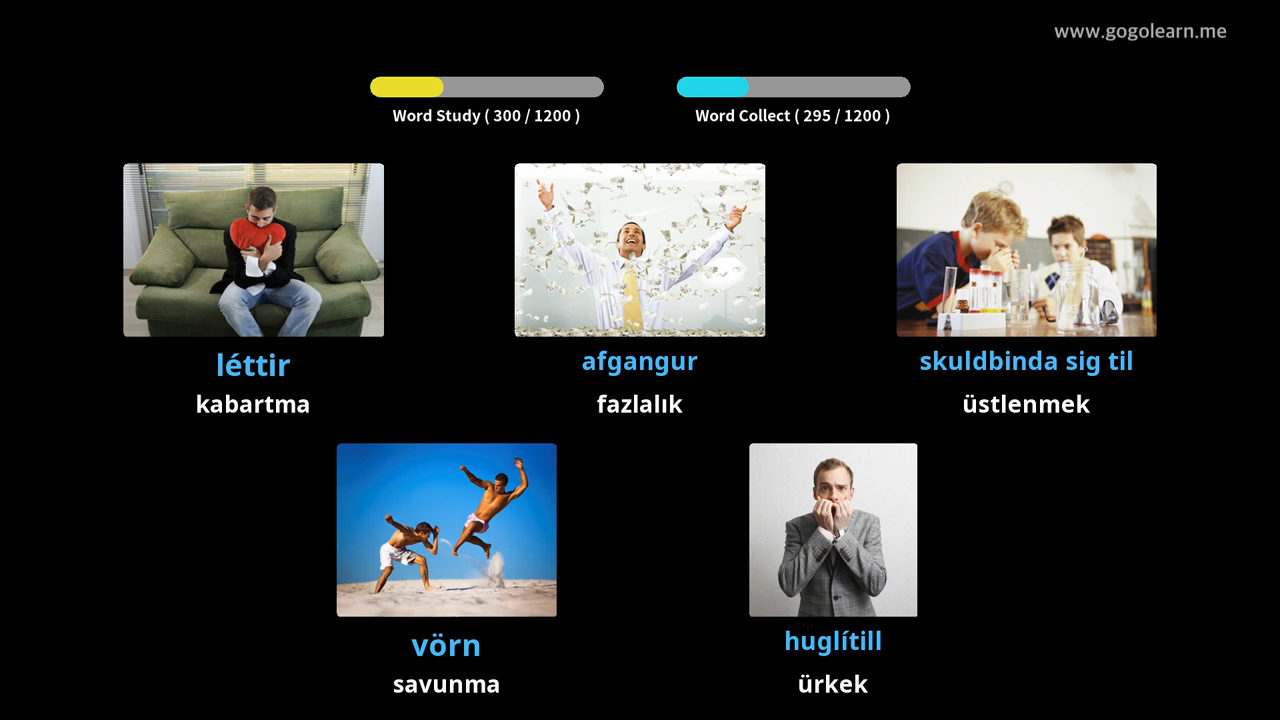 www.gogolearn.me
Word Study ( 300 / 1200 )
Word Collect ( 295 / 1200 )
léttir
kabartma
afgangur
fazlalık
skuldbinda sig til
üstlenmek
vörn
savunma
huglítill
ürkek